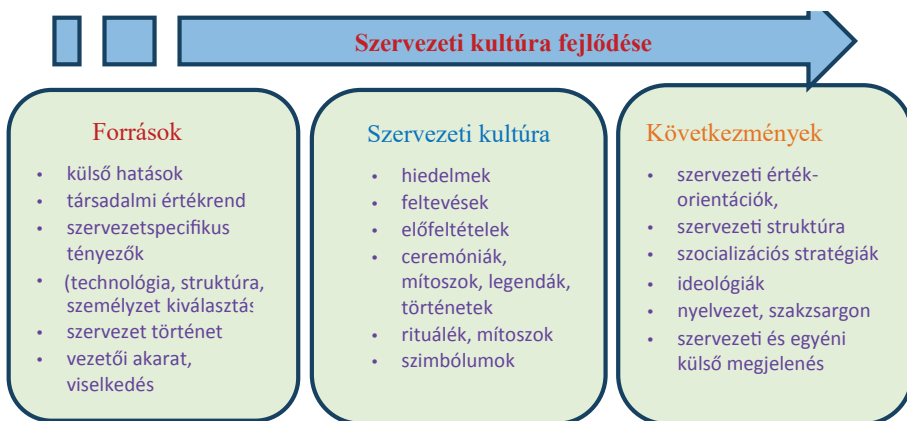 Szervezeti kultúra fejlődése
Források
• külső hatások
• társadalmi értékrend
• szervezetspecifikus
tényezők
• (technológia, struktúra,
személyzet kiválasztás
• szervezet történet
• vezetői akarat,
viselkedés
Szervezeti kultúra
• hiedelmek
• feltevések
• előfeltételek
• ceremóniák,
mítoszok, legendák,
történetek
• rituálék, mítoszok
• szimbólumok
Következmények
• szervezeti érték-
orientációk,
• szervezeti struktúra
• szocializációs stratégiák
• ideológiák
• nyelvezet, szakzsargon
• szervezeti és egyéni
külső megjelenés